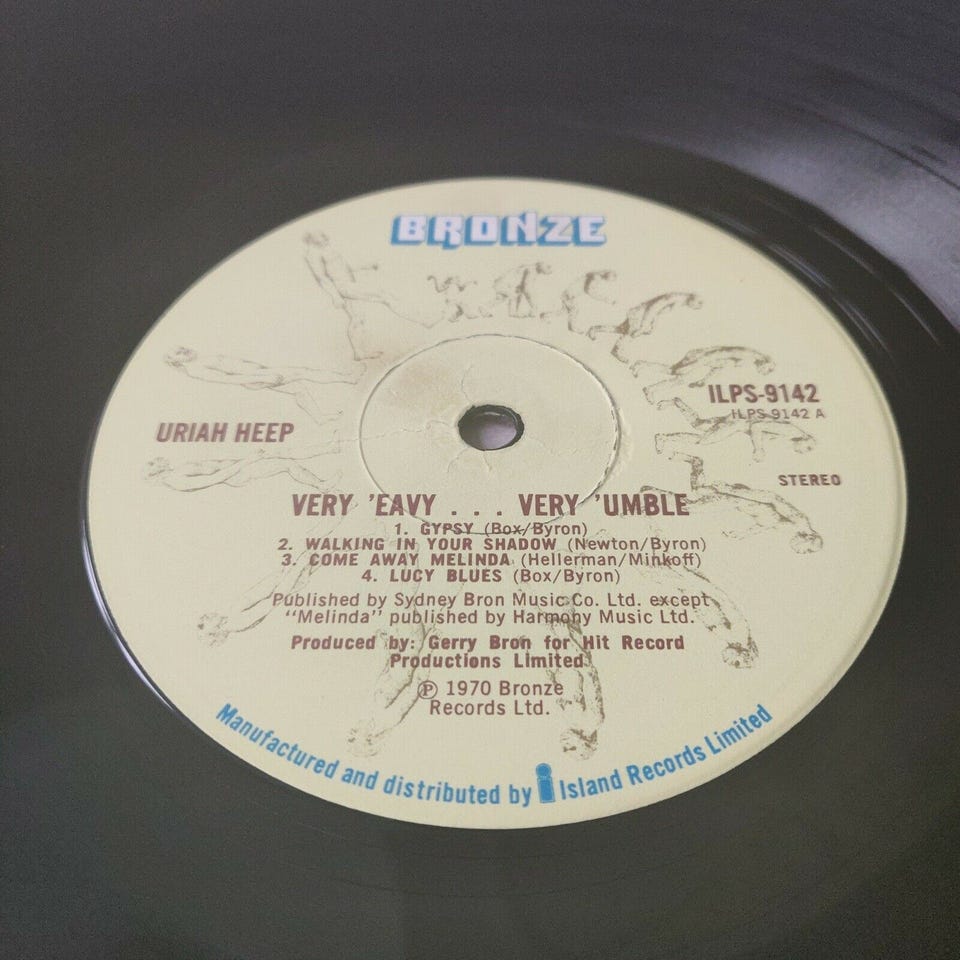 BRONZE
ILPS-9142
ILPS 9142 A
URIAH HEEP
STEREO
VERY 'EAVY . . . VERY 'UMBLE
1. GYPSY (Box/Byron)
2. WALKING IN YOUR SHADOW (Newton/Byron)
3. COME AWAY MELINDA (Hellerman/Minkoff)
4. LUCY BLUES (Box/Byron)
Published by Sydney Bron Music Co. Ltd. except
"Melinda" published by Harmony Music Ltd.
Produced by: Gerry Bron for Hit Record
Productions Limited
℗ 1970 Bronze
Records Ltd.
Manufactured and distributed by i Island Records Limited